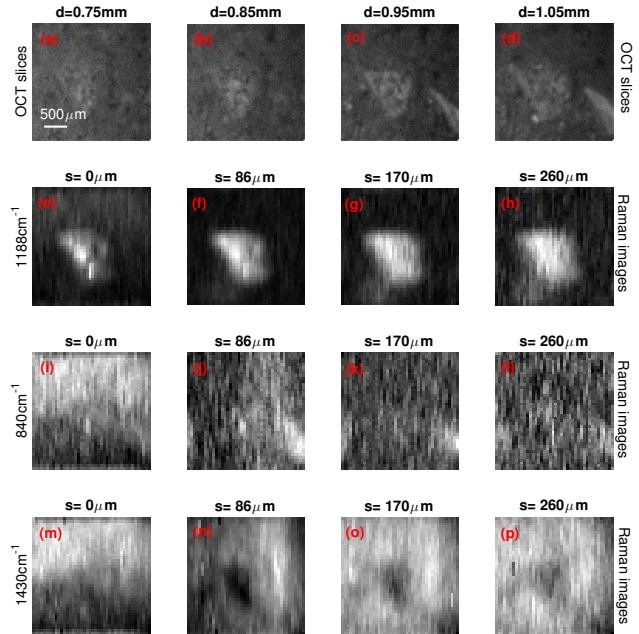 d=0.75mm d=0.85mm d=0.95mm d=1.05mm
OCT slices (a) (b) (c) (d) OCT slices
500μm
s= 0μm s= 86μm s= 170μm s= 260μm
1188cm⁻¹ (e) (f) (g) (h) Raman images
s= 0μm s= 86μm s= 170μm s= 260μm
840cm⁻¹ (i) (j) (k) (l) Raman images
s= 0μm s= 86μm s= 170μm s= 260μm
1430cm⁻¹ (m) (n) (o) (p) Raman images